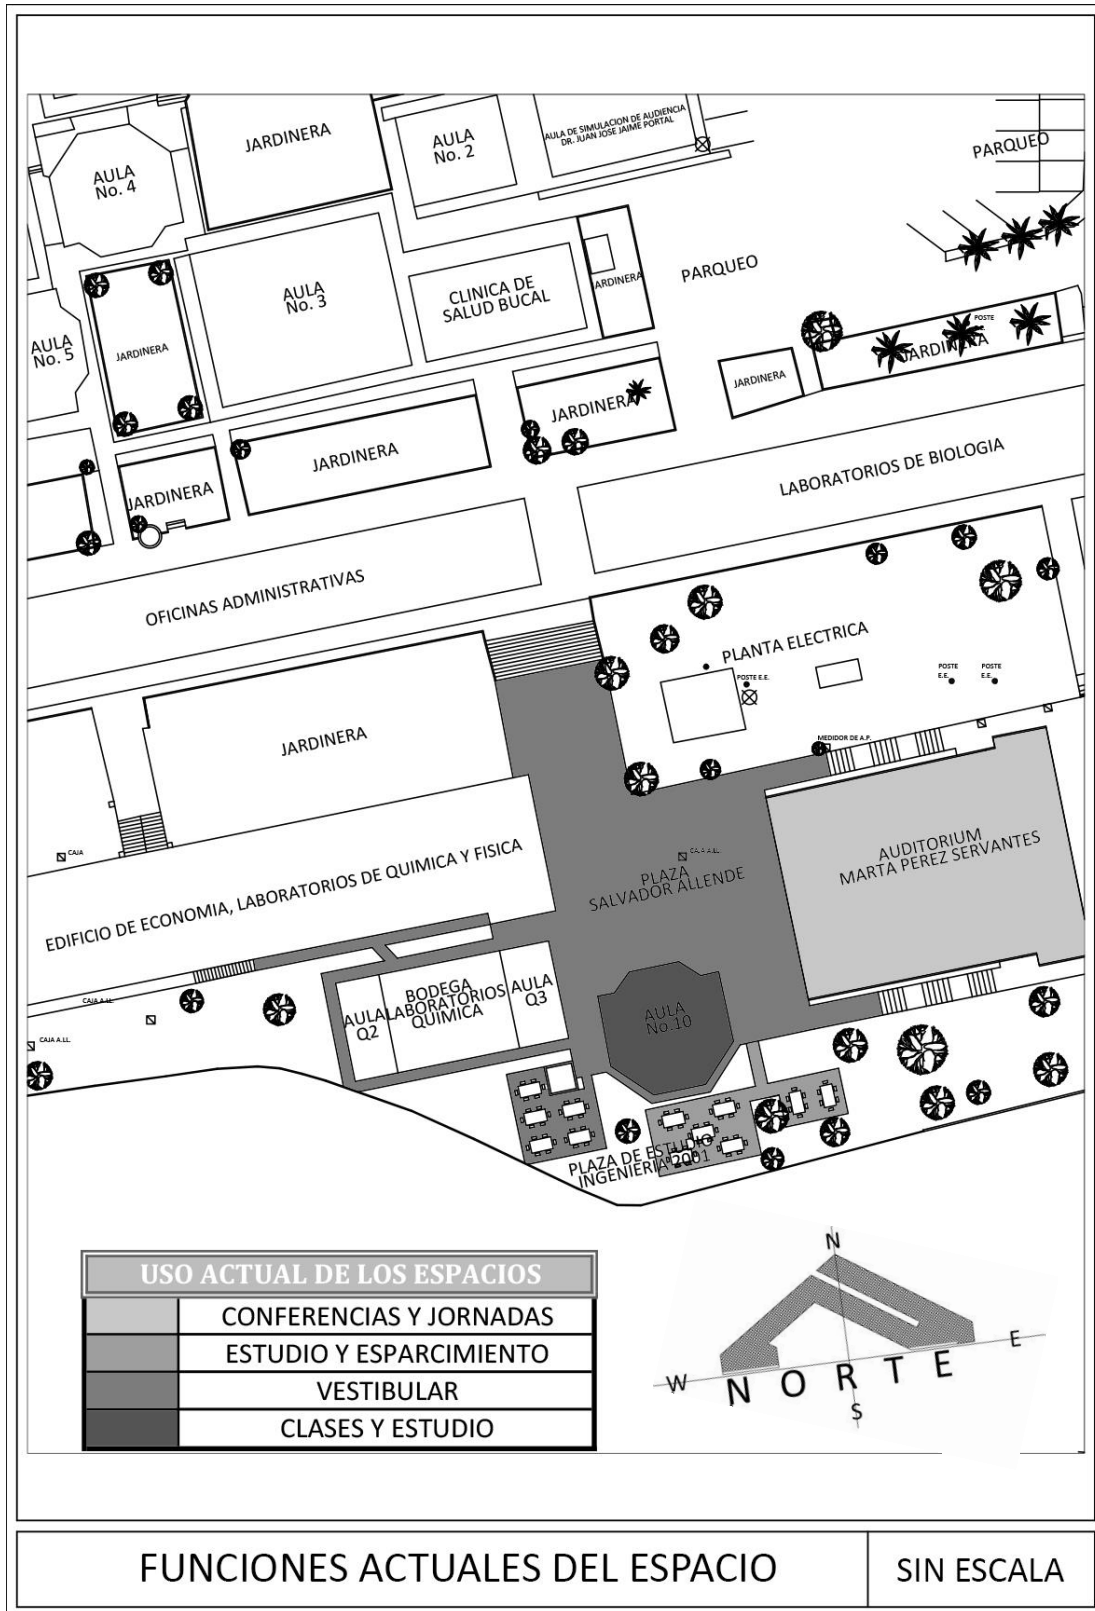 JARDINERA
AULA
No. 2
AULA DE SIMULACION DE AUDIENCIA
DR. JUAN JOSE JAIME PORTAL
PARQUEO
AULA
No. 4
PARQUEO
AULA
No. 3
CLINICA DE
SALUD BUCAL
JARDINERA
AULA
No. 5
JARDINERA
POSTE
E.E.
JARDINERA
JARDINERA
JARDINERA
JARDINERA
JARDINERA
LABORATORIOS DE BIOLOGIA
OFICINAS ADMINISTRATIVAS
PLANTA ELECTRICA
POSTE E.E.
POSTE
E.E.
POSTE
E.E.
JARDINERA
MEDIDOR DE A.P.
CAJA
CAJA A.LL.
PLAZA
SALVADOR ALLENDE
AUDITORIUM
MARTA PEREZ SERVANTES
EDIFICIO DE ECONOMIA, LABORATORIOS DE QUIMICA Y FISICA
CAJA A.LL.
AULA
Q2
BODEGA
LABORATORIOS
QUIMICA
AULA
Q3
AULA
No.10
CAJA A.LL.
PLAZA DE ESTUDIO
INGENIERIA 2001
USO ACTUAL DE LOS ESPACIOS
CONFERENCIAS Y JORNADAS
ESTUDIO Y ESPARCIMIENTO
VESTIBULAR
CLASES Y ESTUDIO
N
W
E
S
NORTE
FUNCIONES ACTUALES DEL ESPACIO
SIN ESCALA